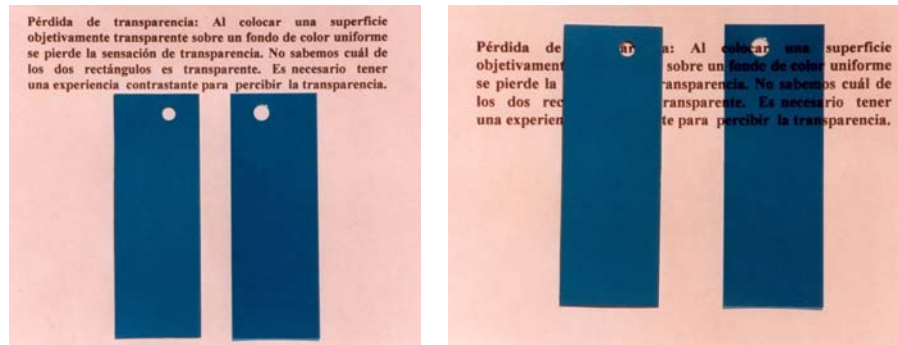 Pérdida de transparencia: Al colocar una superficie
objetivamente transparente sobre un fondo de color uniforme
se pierde la sensación de transparencia. No sabemos cuál de
los dos rectángulos es transparente. Es necesario tener
una experiencia contrastante para percibir la transparencia.
Pérdida de ar a: Al colocar una superficie
objetivament sobre un fondo de color uniforme
se pierde la ansparencia. No sabemos cuál de
los dos rec ransparente. Es necesario tener
una experien te para percibir la transparencia.